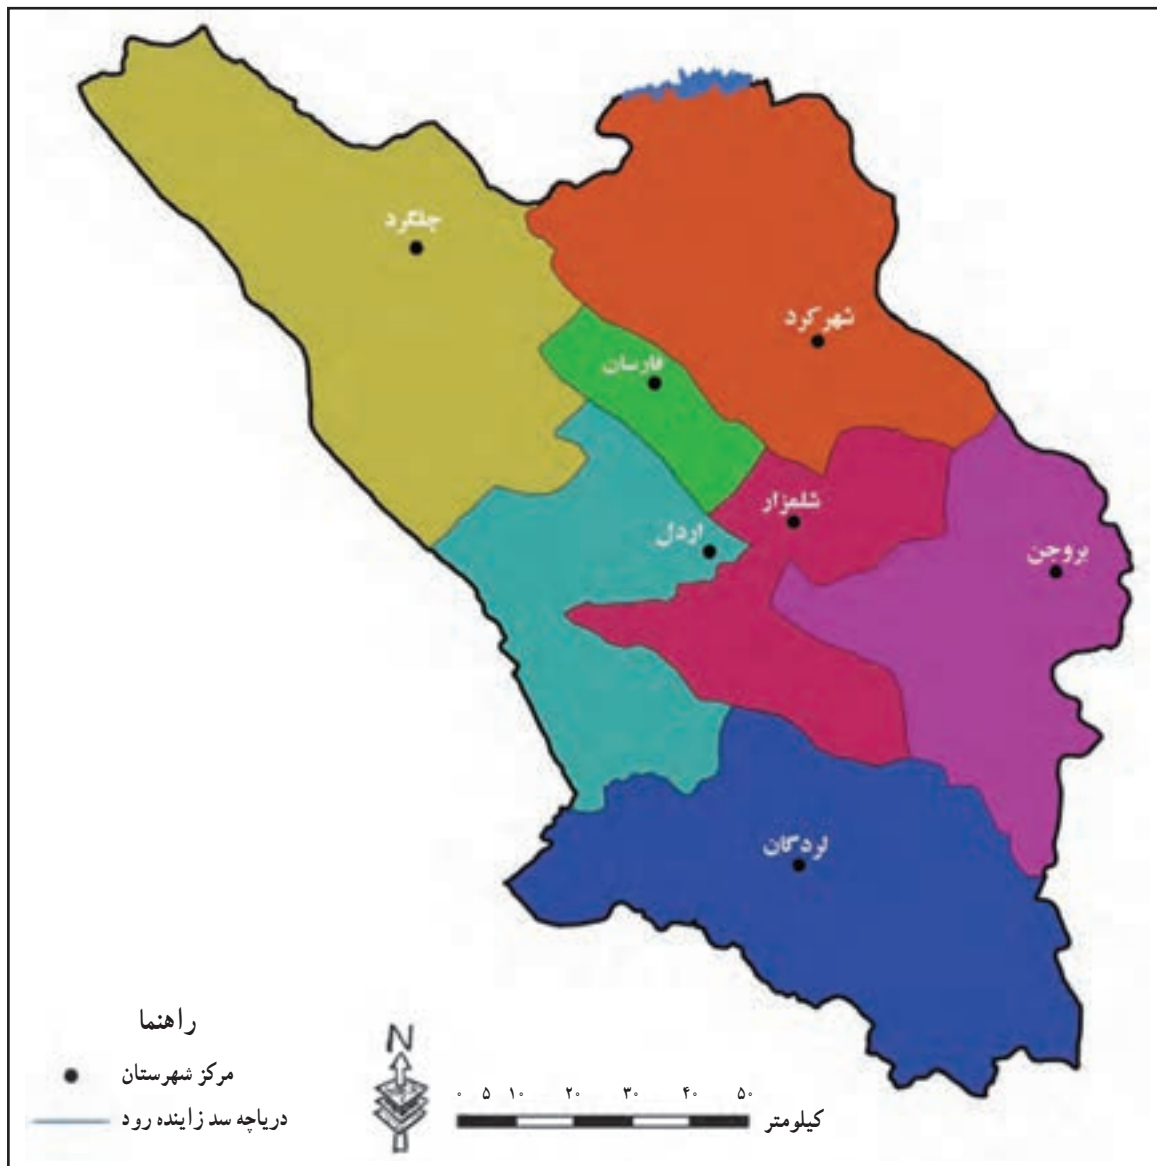 چلگرد
شهرکرد
فارسان
شلمزار
اردل
بروجن
لردگان
راهنما
مرکز شهرستان
دریاچه سد زاینده رود
N
۰ ۵ ۱۰ ۲۰ ۳۰ ۴۰ ۵۰
کیلومتر